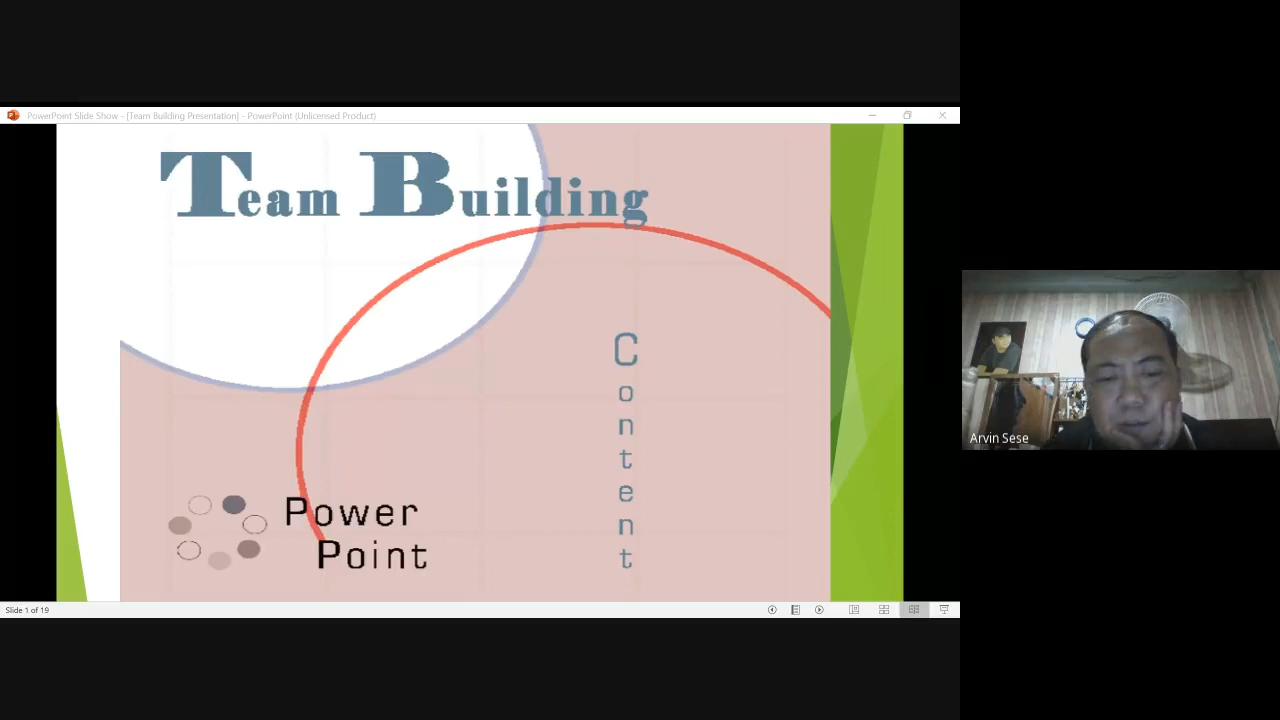 PowerPoint Slide Show - [Team Building Presentation] - PowerPoint (Unlicensed Product)
Team Building
Content
Power
Point
Arvin Sese
Slide 1 of 19